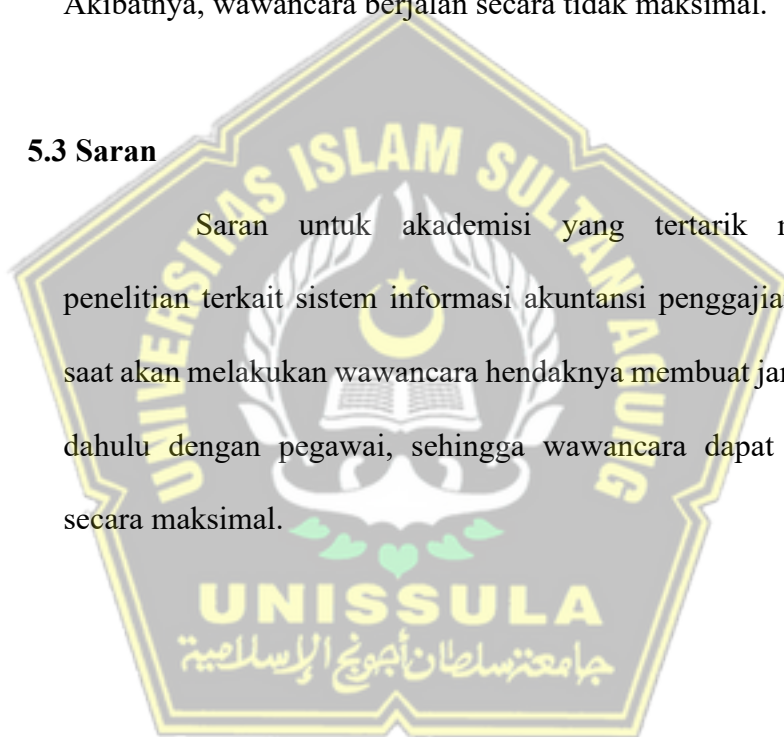 Akibatnya, wawancara berjalan secara tidak maksimal.
5.3 Saran
Saran untuk akademisi yang tertarik
penelitian terkait sistem informasi akuntansi
saat akan melakukan wawancara hendaknya membuat
dahulu dengan pegawai, sehingga wawancara dapat
secara maksimal.
UNIVERSITAS ISLAM SULTAN AGUNG
UNISSULA
جامعة سلطان أجونج الإسلامية